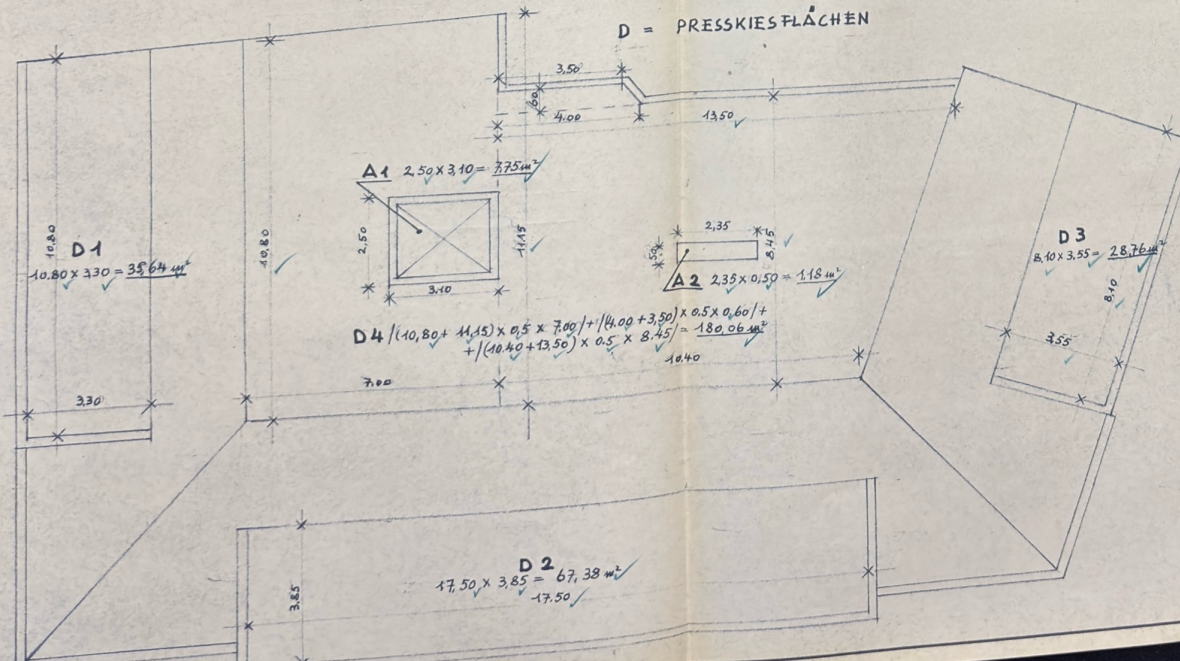 D = PRESSKIESFLÄCHEN
3,50
60
4.00
13,50
A1 2,50 x 3,10 = 7,75 m²
10,80
D1
10.80 x 3,30 = 35,64 m²
10,80
2,50
3.10
11.15
2,35
50
8,45
A2 2,35 x 0,50 = 1,18 m²
D3
8,10 x 3,55 = 28,76 m²
8,10
3,55
D4 /(10,80 + 11,15) x 0,5 x 7.00/ + /(4.00 + 3,50) x 0.5 x 0,60/ +
+ /(10.40 + 13,50) x 0.5 x 8.45/ = 180,06 m²
10.40
7.00
3,30
D2
17,50 x 3,85 = 67,38 m²
17.50
3,85